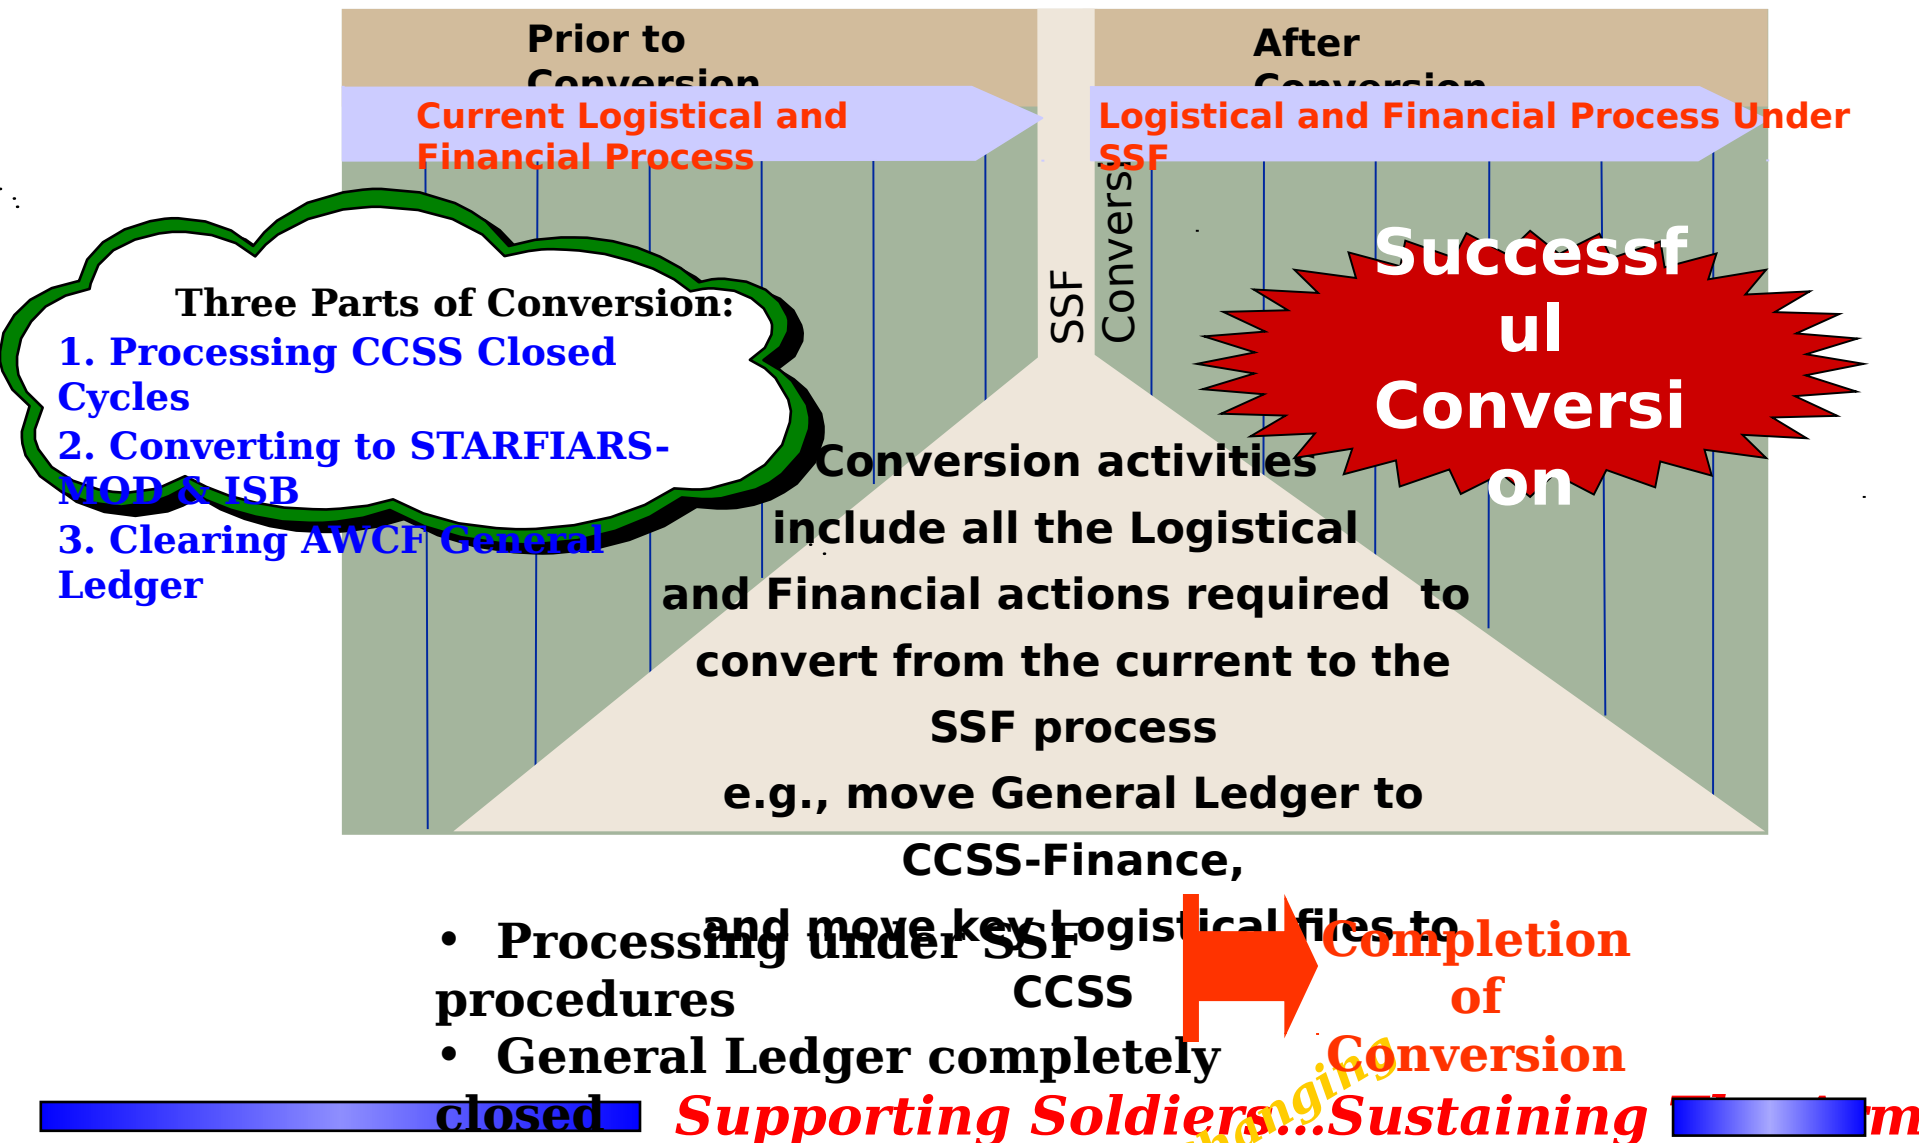 Prior to
Conversion
After
Conversion
Current Logistical and
Financial Process
Logistical and Financial Process Under
SSF
SSF
Convers
Three Parts of Conversion:
1. Processing CCSS Closed
Cycles
2. Converting to STARFIARS-
MOD & ISB
3. Clearing AWCF General
Ledger
Successf
ul
Conversi
on
Conversion activities
include all the Logistical
and Financial actions required to
convert from the current to the
SSF process
e.g., move General Ledger to
CCSS-Finance,
and move key Logistical files to
CCSS
• Processing under SSF
procedures
• General Ledger completely
closed
Completion
of
Conversion
hanging
Supporting Soldiers...Sustaining